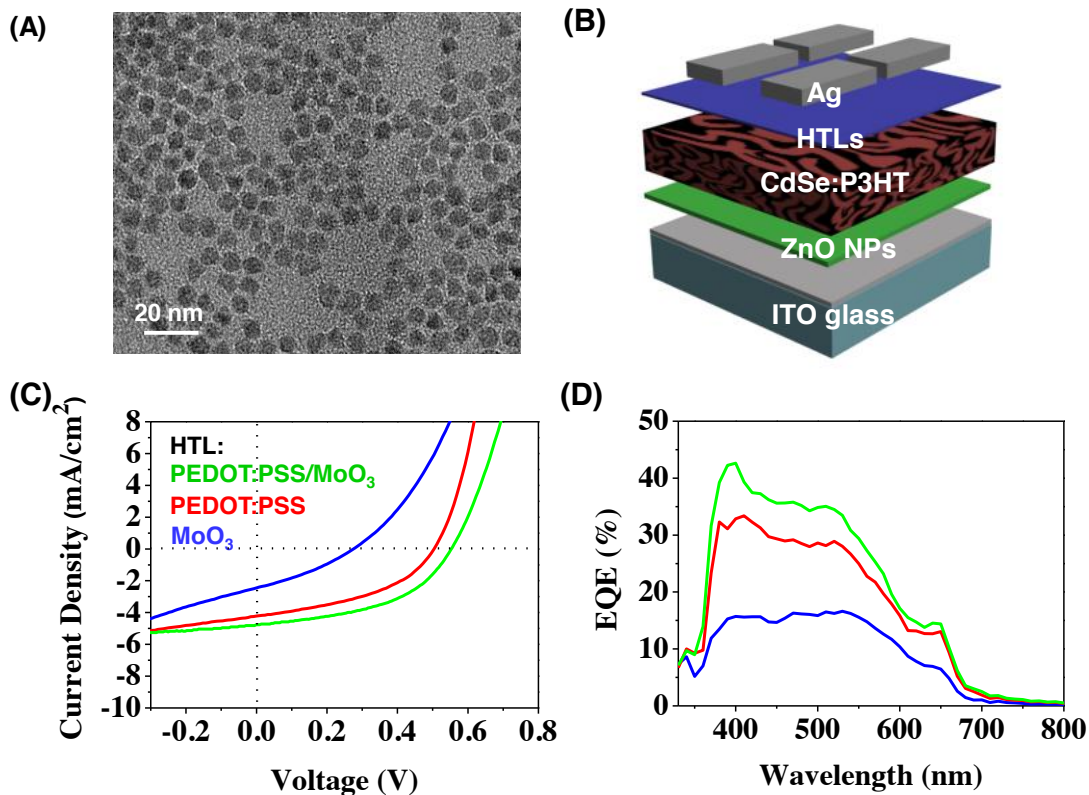 (A)
20 nm
(B)
Ag
HTLs
CdSe:P3HT
ZnO NPs
ITO glass
(C)
Current Density (mA/cm²)
8
6
4
2
0
-2
-4
-6
-8
-10
HTL:
PEDOT:PSS/MoO₃
PEDOT:PSS
MoO₃
-0.2 0.0 0.2 0.4 0.6 0.8
Voltage (V)
(D)
EQE (%)
50
40
30
20
10
0
400 500 600 700 800
Wavelength (nm)